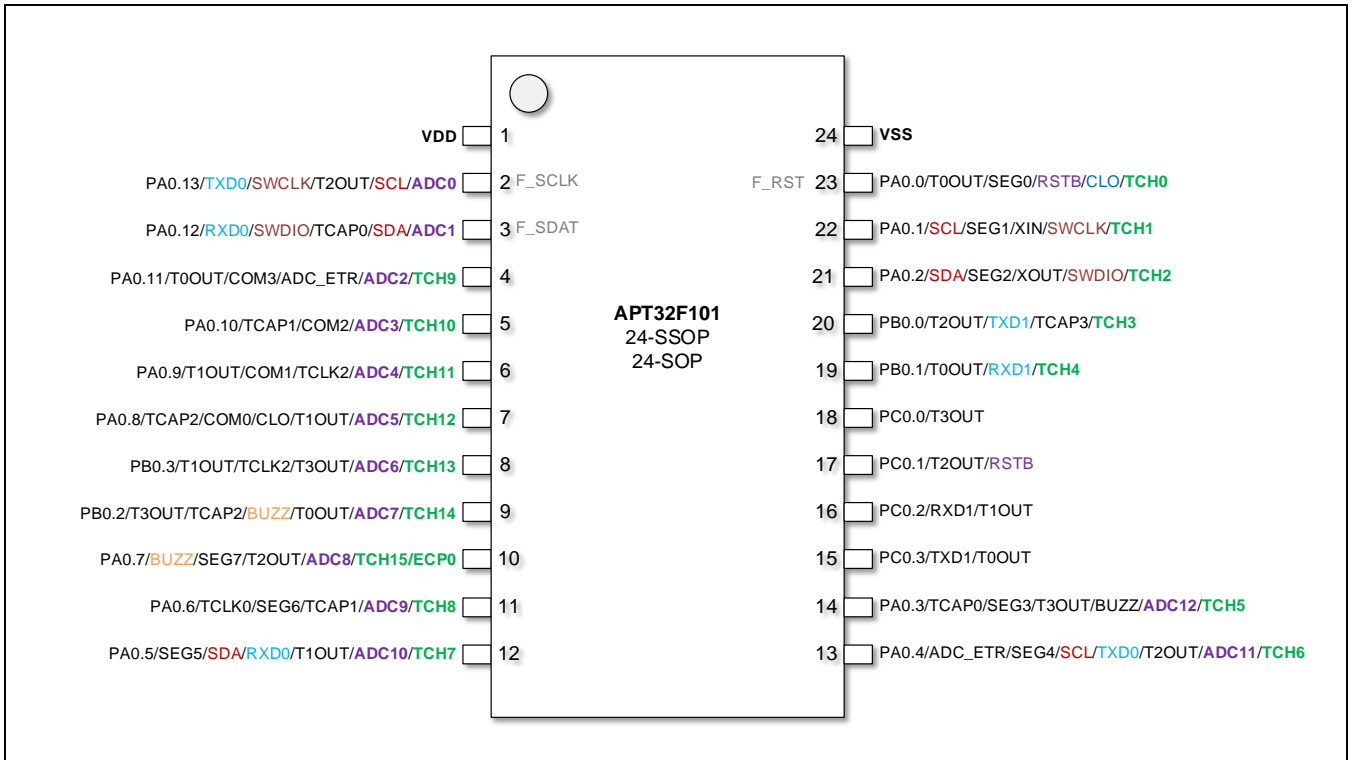 VDD 1 24 VSS
PA0.13/TXD0/SWCLK/T2OUT/SCL/ADC0 2 F_SCLK F_RST 23 PA0.0/T0OUT/SEG0/RSTB/CLO/TCH0
PA0.12/RXD0/SWDIO/TCAP0/SDA/ADC1 3 F_SDAT 22 PA0.1/SCL/SEG1/XIN/SWCLK/TCH1
PA0.11/T0OUT/COM3/ADC_ETR/ADC2/TCH9 4 21 PA0.2/SDA/SEG2/XOUT/SWDIO/TCH2
APT32F101
24-SSOP
24-SOP
PA0.10/TCAP1/COM2/ADC3/TCH10 5 20 PB0.0/T2OUT/TXD1/TCAP3/TCH3
PA0.9/T1OUT/COM1/TCLK2/ADC4/TCH11 6 19 PB0.1/T0OUT/RXD1/TCH4
PA0.8/TCAP2/COM0/CLO/T1OUT/ADC5/TCH12 7 18 PC0.0/T3OUT
PB0.3/T1OUT/TCLK2/T3OUT/ADC6/TCH13 8 17 PC0.1/T2OUT/RSTB
PB0.2/T3OUT/TCAP2/BUZZ/T0OUT/ADC7/TCH14 9 16 PC0.2/RXD1/T1OUT
PA0.7/BUZZ/SEG7/T2OUT/ADC8/TCH15/ECP0 10 15 PC0.3/TXD1/T0OUT
PA0.6/TCLK0/SEG6/TCAP1/ADC9/TCH8 11 14 PA0.3/TCAP0/SEG3/T3OUT/BUZZ/ADC12/TCH5
PA0.5/SEG5/SDA/RXD0/T1OUT/ADC10/TCH7 12 13 PA0.4/ADC_ETR/SEG4/SCL/TXD0/T2OUT/ADC11/TCH6